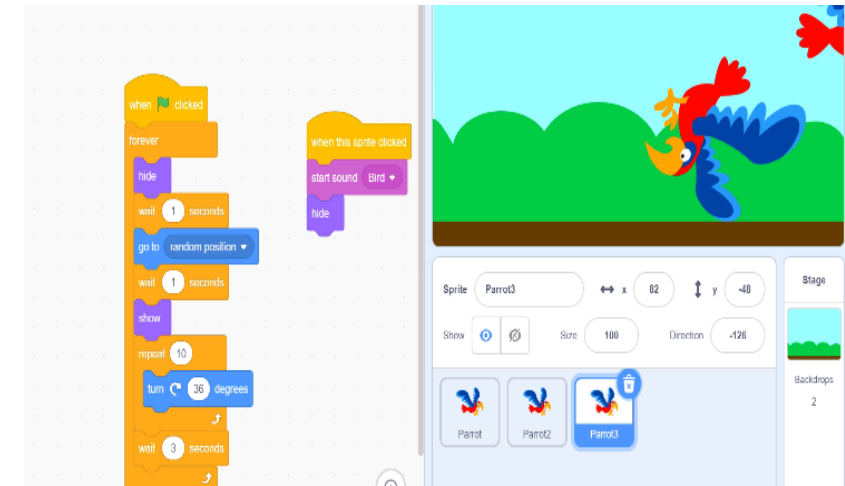 when clicked
forever
hide
wait 1 seconds
go to random position
wait 1 seconds
show
repeat 10
turn 36 degrees
wait 3 seconds
when this sprite clicked
start sound Bird
hide
Sprite Parrot3 x 82 y -48
Show Size 100 Direction -126
Parrot Parrot2 Parrot3
Stage
Backdrops
2